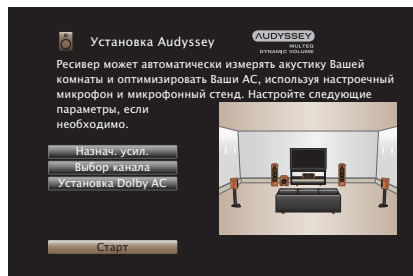 Установка Audyssey
AUDYSSEY
MULTEQ
DYNAMIC VOLUME
Ресивер может автоматически измерять акустику Вашей
комнаты и оптимизировать Ваши АС, используя настроечный
микрофон и микрофонный стенд. Настройте следующие
параметры, если
необходимо.
Назнач. усил.
Выбор канала
Установка Dolby АС
Старт